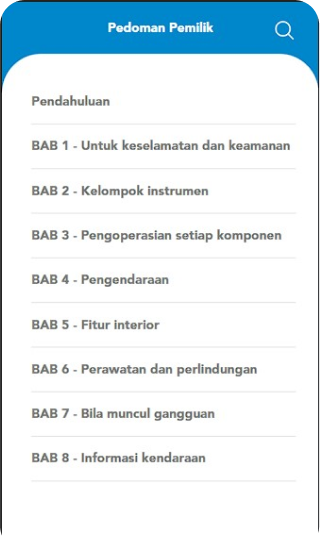 Pedoman Pemilik
Pendahuluan
BAB 1 - Untuk keselamatan dan keamanan
BAB 2 - Kelompok instrumen
BAB 3 - Pengoperasian setiap komponen
BAB 4 - Pengendaraan
BAB 5 - Fitur interior
BAB 6 - Perawatan dan perlindungan
BAB 7 - Bila muncul gangguan
BAB 8 - Informasi kendaraan